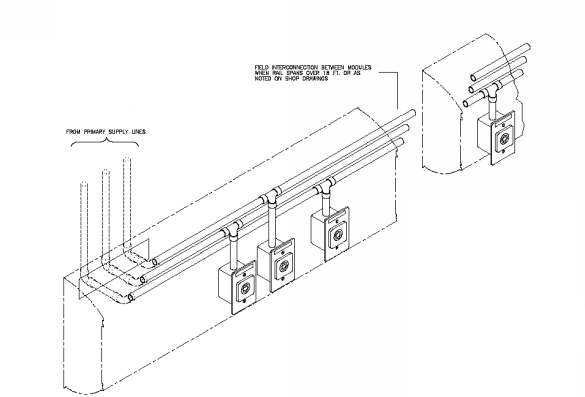 FIELD INTERCONNECTION BETWEEN MODULES
WHEN RAIL SPANS OVER 18 FT. OR AS
NOTED ON SHOP DRAWINGS
FROM PRIMARY SUPPLY LINES